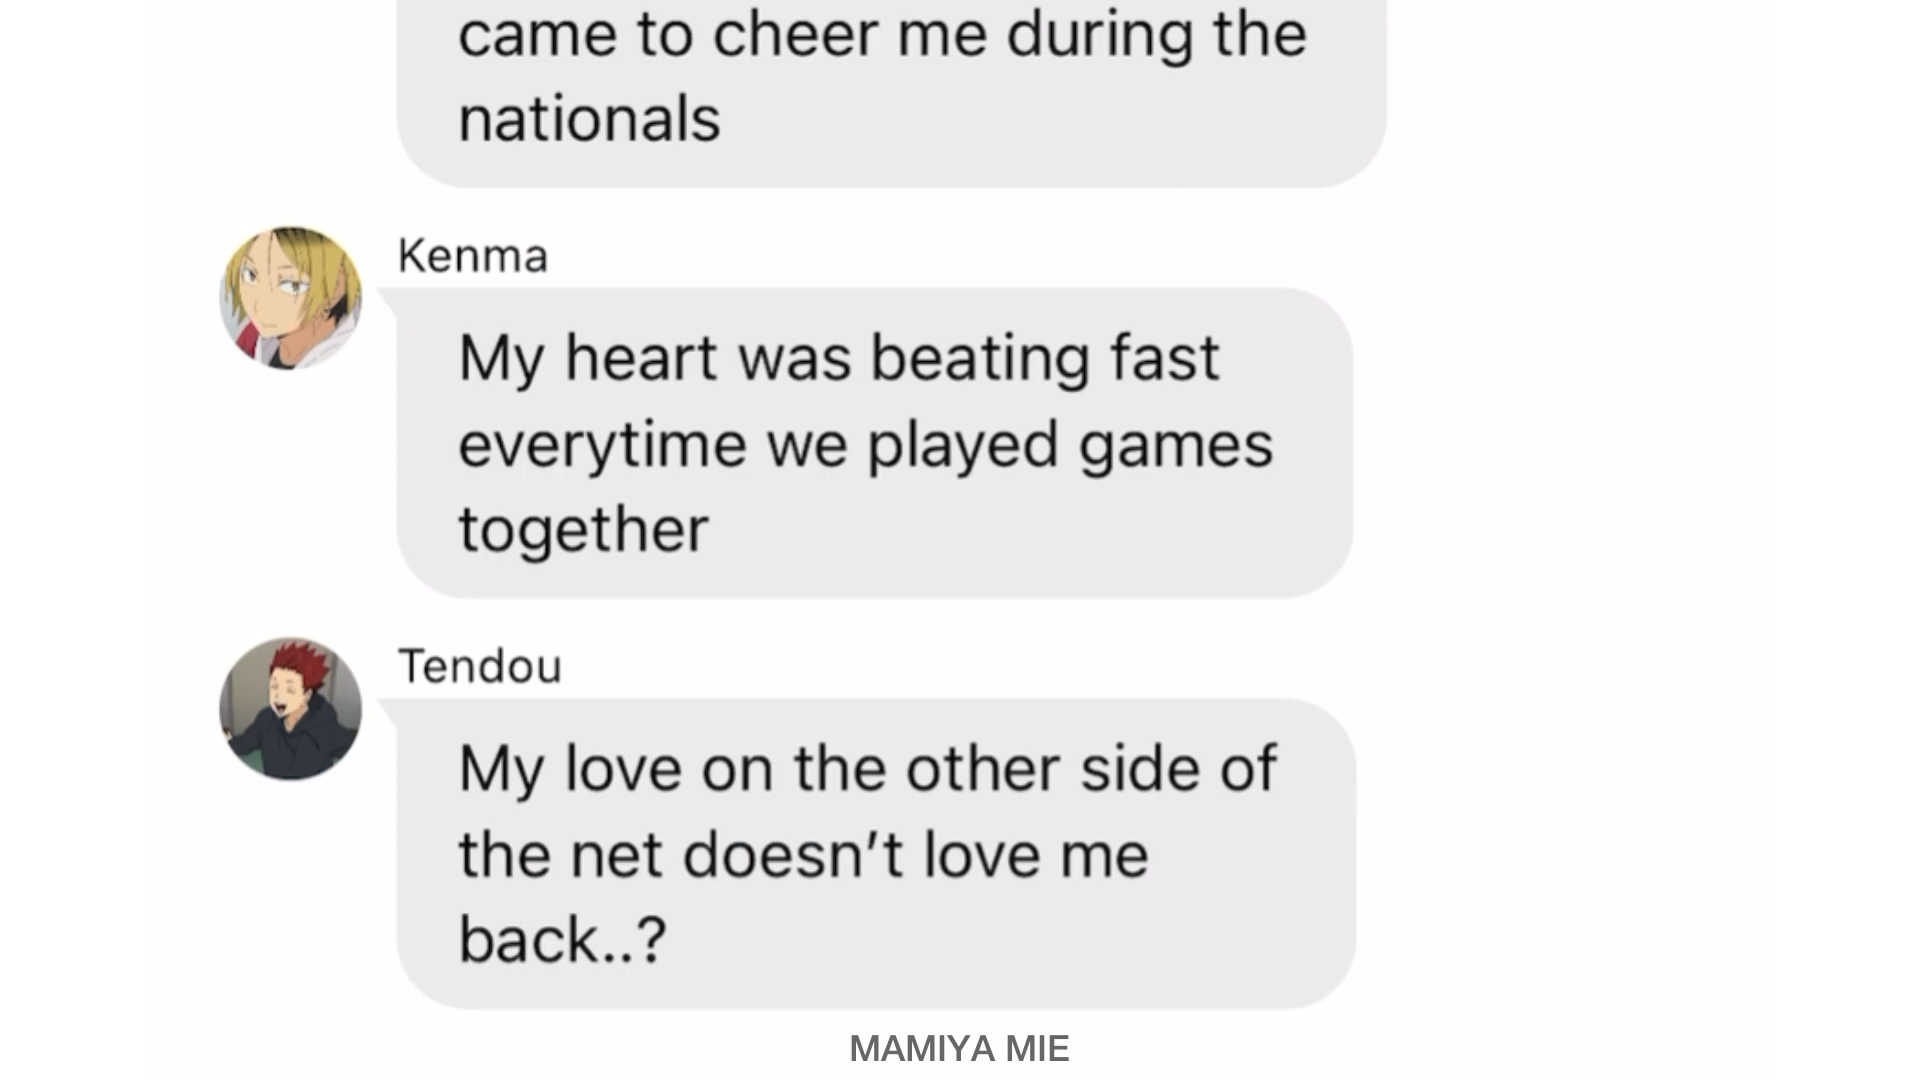 came to cheer me during the
nationals
Kenma
My heart was beating fast
everytime we played games
together
Tendou
My love on the other side of
the net doesn’t love me
back..?
MAMIYA MIE